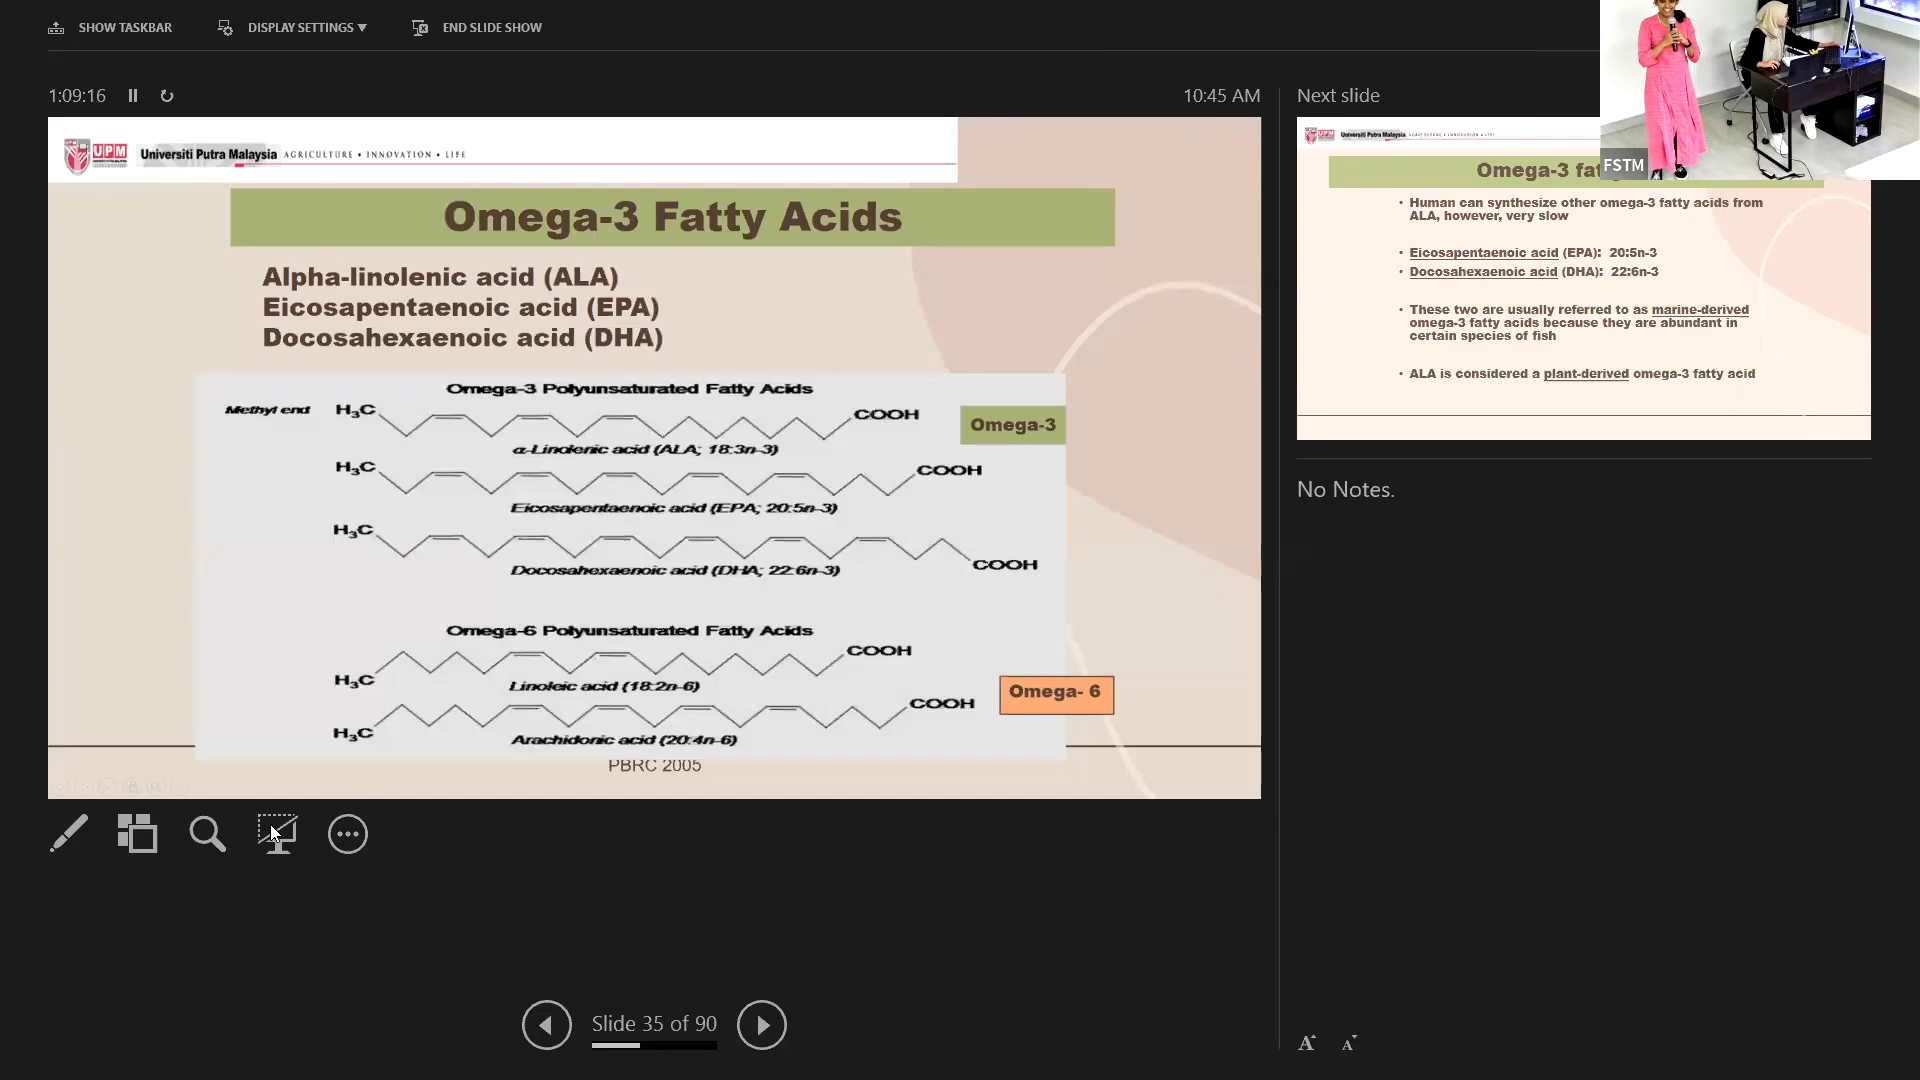 SHOW TASKBAR
DISPLAY SETTINGS
END SLIDE SHOW
1:09:16
10:45 AM
UPM
Universiti Putra Malaysia AGRICULTURE • INNOVATION • LIFE
Omega-3 Fatty Acids
Alpha-linolenic acid (ALA)
Eicosapentaenoic acid (EPA)
Docosahexaenoic acid (DHA)
Omega-3 Polyunsaturated Fatty Acids
Methyl end H₃C COOH
Omega-3
α-Linolenic acid (ALA; 18:3n-3)
H₃C COOH
Eicosapentaenoic acid (EPA; 20:5n-3)
H₃C COOH
Docosahexaenoic acid (DHA; 22:6n-3)
Omega-6 Polyunsaturated Fatty Acids
H₃C COOH
Linoleic acid (18:2n-6)
Omega- 6
H₃C COOH
Arachidonic acid (20:4n-6)
PBRC 2005
Slide 35 of 90
Next slide
FSTM
UPM
Universiti Putra Malaysia AGRICULTURE • INNOVATION • LIFE
Omega-3
• Human can synthesize other omega-3 fatty acids from
ALA, however, very slow
• Eicosapentaenoic acid (EPA): 20:5n-3
• Docosahexaenoic acid (DHA): 22:6n-3
• These two are usually referred to as marine-derived
omega-3 fatty acids because they are abundant in
certain species of fish
• ALA is considered a plant-derived omega-3 fatty acid
No Notes.
A A